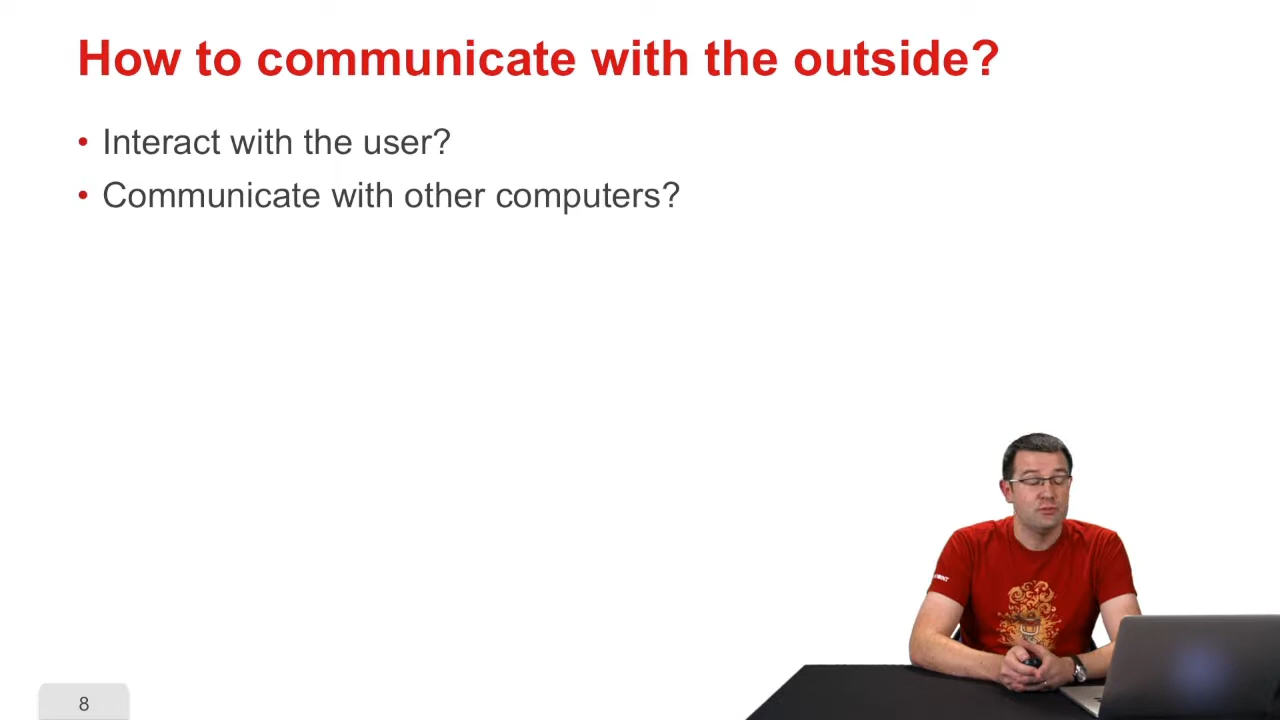 How to communicate with the outside?
• Interact with the user?
• Communicate with other computers?
8